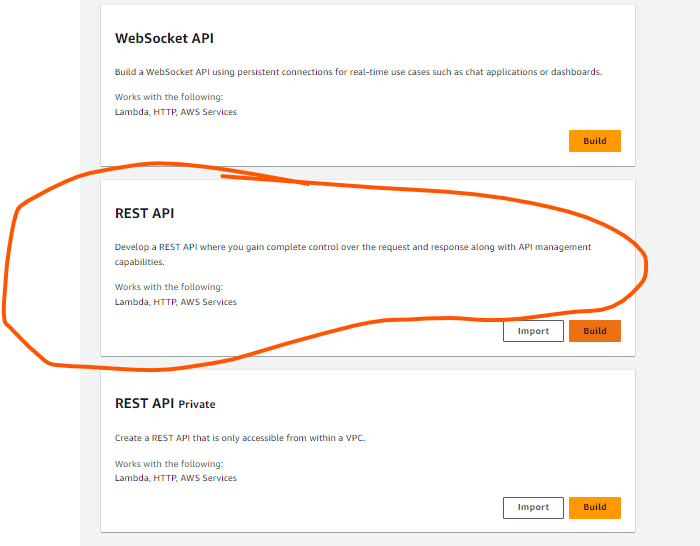 WebSocket API
Build a WebSocket API using persistent connections for real-time use cases such as chat applications or dashboards.
Works with the following:
Lambda, HTTP, AWS Services
Build
REST API
Develop a REST API where you gain complete control over the request and response along with API management
capabilities.
Works with the following:
Lambda, HTTP, AWS Services
Import Build
REST API Private
Create a REST API that is only accessible from within a VPC.
Works with the following:
Lambda, HTTP, AWS Services
Import Build